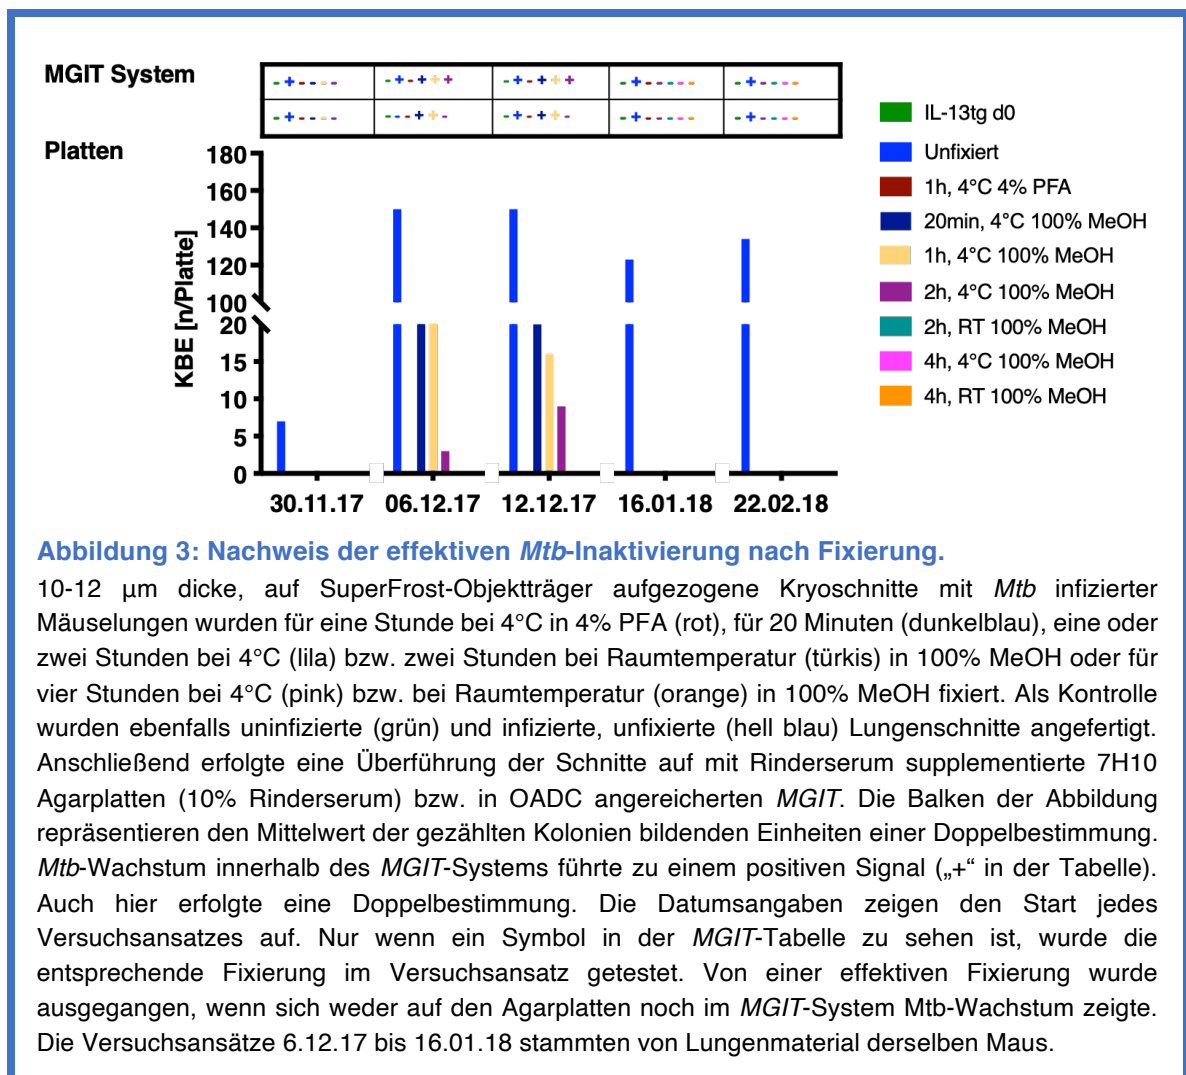 MGIT System
- + - - - -
- + - + + +
- + - + + +
- + - - - - -
- + - - - - -
- + - - - -
- - - + + -
- + - + + -
- + - - - - -
- + - - - - -
Platten
KBE [n/Platte]
180
160
140
120
100
20
15
10
5
0
30.11.17
06.12.17
12.12.17
16.01.18
22.02.18
IL-13tg d0
Unfixiert
1h, 4°C 4% PFA
20min, 4°C 100% MeOH
1h, 4°C 100% MeOH
2h, 4°C 100% MeOH
2h, RT 100% MeOH
4h, 4°C 100% MeOH
4h, RT 100% MeOH
Abbildung 3: Nachweis der effektiven Mtb-Inaktivierung nach Fixierung.
10-12 µm dicke, auf SuperFrost-Objektträger aufgezogene Kryoschnitte mit Mtb infizierter
Mäuselungen wurden für eine Stunde bei 4°C in 4% PFA (rot), für 20 Minuten (dunkelblau), eine oder
zwei Stunden bei 4°C (lila) bzw. zwei Stunden bei Raumtemperatur (türkis) in 100% MeOH oder für
vier Stunden bei 4°C (pink) bzw. bei Raumtemperatur (orange) in 100% MeOH fixiert. Als Kontrolle
wurden ebenfalls uninfizierte (grün) und infizierte, unfixierte (hell blau) Lungenschnitte angefertigt.
Anschließend erfolgte eine Überführung der Schnitte auf mit Rinderserum supplementierte 7H10
Agarplatten (10% Rinderserum) bzw. in OADC angereicherten MGIT. Die Balken der Abbildung
repräsentieren den Mittelwert der gezählten Kolonien bildenden Einheiten einer Doppelbestimmung.
Mtb-Wachstum innerhalb des MGIT-Systems führte zu einem positiven Signal („+“ in der Tabelle).
Auch hier erfolgte eine Doppelbestimmung. Die Datumsangaben zeigen den Start jedes
Versuchsansatzes auf. Nur wenn ein Symbol in der MGIT-Tabelle zu sehen ist, wurde die
entsprechende Fixierung im Versuchsansatz getestet. Von einer effektiven Fixierung wurde
ausgegangen, wenn sich weder auf den Agarplatten noch im MGIT-System Mtb-Wachstum zeigte.
Die Versuchsansätze 6.12.17 bis 16.01.18 stammten von Lungenmaterial derselben Maus.